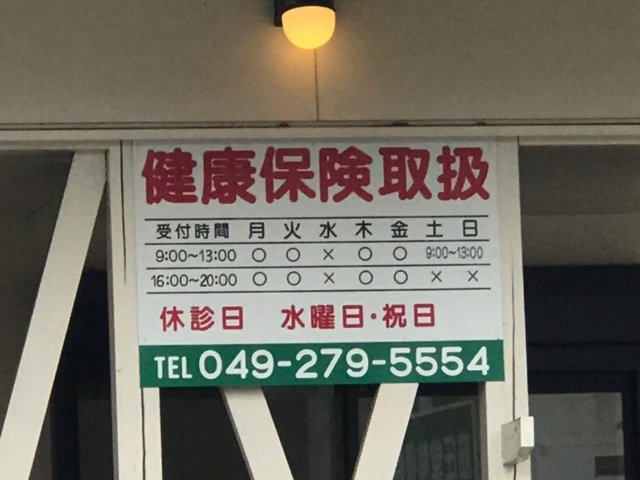 健康保険取扱
受付時間 月 火 水 木 金 土 日
9:00~13:00 ○ ○ × ○ ○ 9:00~13:00
16:00~20:00 ○ ○ × ○ ○ × ×
休診日 水曜日・祝日
TEL 049-279-5554